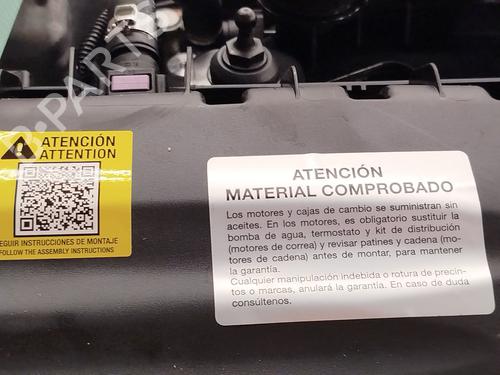 ATENCIÓN
ATTENTION
SEGUIR INSTRUCCIONES DE MONTAJE
FOLLOW THE ASSEMBLY INSTRUCTIONS
ATENCIÓN
MATERIAL COMPROBADO
Los motores y cajas de cambio se suministran sin
aceites. En los motores, es obligatorio sustituir la
bomba de agua, termostato y kit de distribución
(motores de correa) y revisar patines y cadena (mo-
tores de cadena) antes de montar, para mantener
la garantía.
Cualquier manipulación indebida o rotura de precin-
tos o marcas, anulará la garantía. En caso de duda
consúltenos.